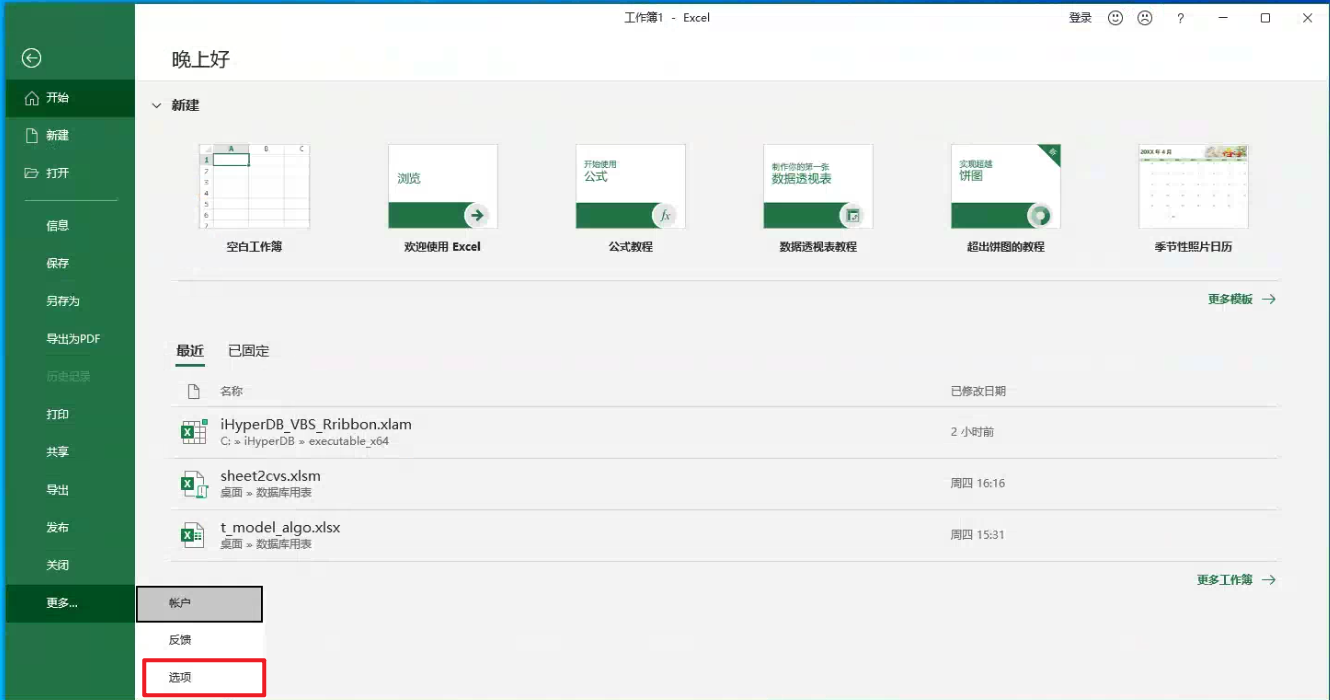 工作簿1 - Excel
登录
?
晚上好
开始
新建
打开
信息
保存
另存为
导出为PDF
历史记录
打印
共享
导出
发布
关闭
更多...
新建
A B C
1
2
3
4
5
6
7
空白工作簿
浏览
欢迎使用 Excel
开始使用
公式
fx
公式教程
制作你的第一张
数据透视表
数据透视表教程
实现超越
饼图
超出饼图的教程
20XX 年 4 月
季节性照片日历
更多模板
最近 已固定
名称 已修改日期
iHyperDB_VBS_Rribbon.xlam
C: » iHyperDB » executable_x64
2 小时前
sheet2cvs.xlsm
桌面 » 数据库用表
周四 16:16
t_model_algo.xlsx
桌面 » 数据库用表
周四 15:31
更多工作簿
帐户
反馈
选项